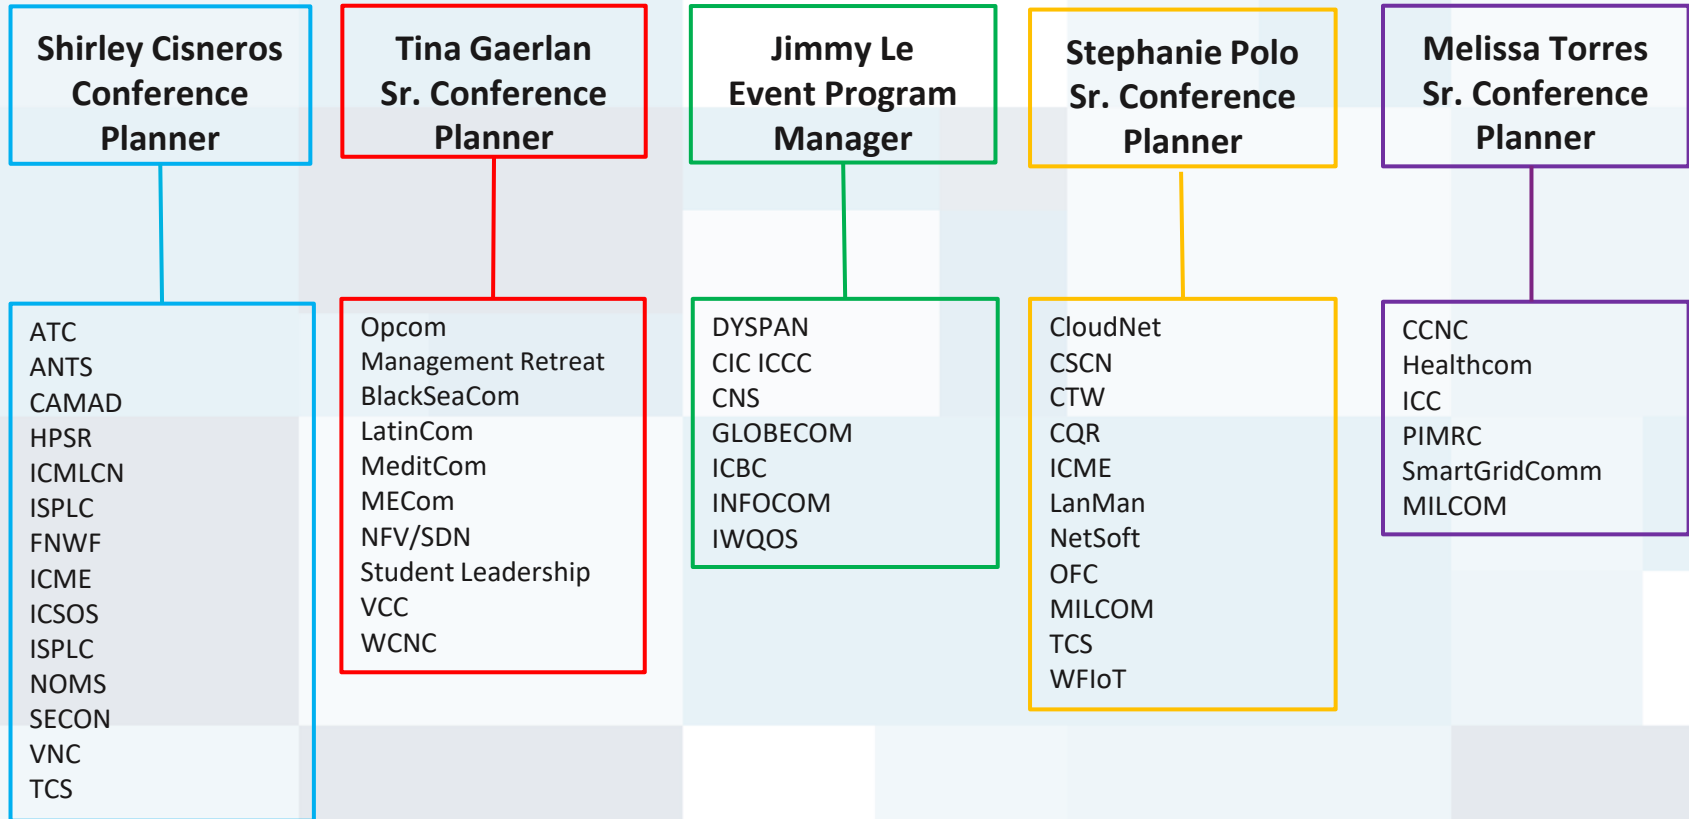 Shirley Cisneros
Conference
Planner
ATC
ANTS
CAMAD
HPSR
ICMLCN
ISPLC
FNWF
ICME
ICSOS
ISPLC
NOMS
SECON
VNC
TCS
Tina Gaerlan
Sr. Conference
Planner
Opcom
Management Retreat
BlackSeaCom
LatinCom
MeditCom
MECom
NFV/SDN
Student Leadership
VCC
WCNC
Jimmy Le
Event Program
Manager
DYSPAN
CIC ICCC
CNS
GLOBECOM
ICBC
INFOCOM
IWQOS
Stephanie Polo
Sr. Conference
Planner
CloudNet
CSCN
CTW
CQR
ICME
LanMan
NetSoft
OFC
MILCOM
TCS
WFIoT
Melissa Torres
Sr. Conference
Planner
CCNC
Healthcom
ICC
PIMRC
SmartGridComm
MILCOM